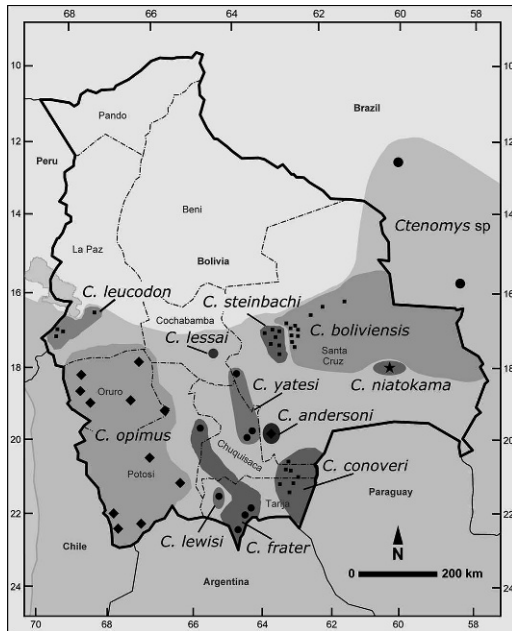 68 66 64 62 60
10 10
Brazil
Pando
12 12
Peru
14 14
Beni
Ctenomys sp
La Paz
Bolivia
16 16
C. leucodon
C. steinbachi
Cochabamba
C. boliviensis
C. lessai
Santa
Cruz
18 18
C. niatokama
Oruro
C. yatesi
C. andersoni
20 20
C. opimus
Chuquisaca
C. conoveri
Potosi
Tarija
Paraguay
22 22
C. lewisi
N
Chile
C. frater
0 200 km
Argentina
24 24
70 68 66 64 62 60